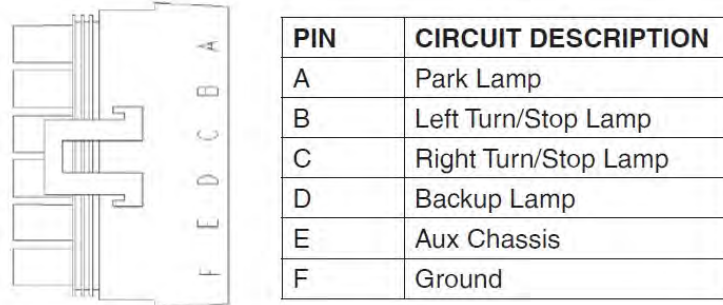 A
B
C
D
E
F
PIN CIRCUIT DESCRIPTION
A Park Lamp
B Left Turn/Stop Lamp
C Right Turn/Stop Lamp
D Backup Lamp
E Aux Chassis
F Ground